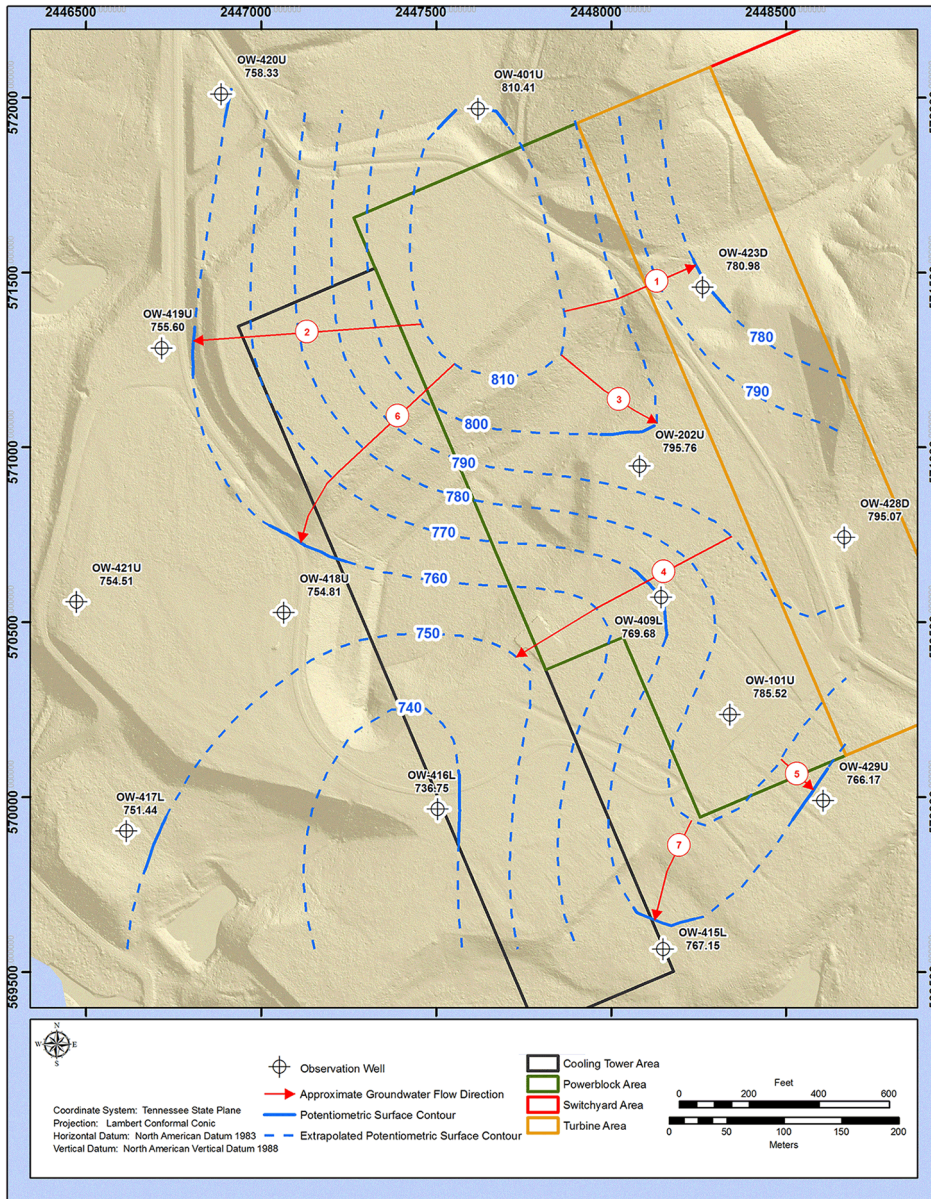 2446500 2447000 2447500 2448000 2448500
OW-420U
758.33
OW-401U
810.41
572000
571500
OW-423D
780.98
1
OW-419U
755.60
2
780
810
790
3
6
800
571000
OW-202U
795.76
790
780
OW-428D
795.07
770
4
760
OW-421U
754.51
OW-418U
754.81
570500
OW-409L
769.68
750
OW-101U
785.52
740
5
OW-429U
766.17
OW-416L
736.75
OW-417L
751.44
570000
7
OW-415L
767.15
569500
N
W E
S
Observation Well
Approximate Groundwater Flow Direction
Potentiometric Surface Contour
Extrapolated Potentiometric Surface Contour
Coordinate System: Tennessee State Plane
Projection: Lambert Conformal Conic
Horizontal Datum: North American Datum 1983
Vertical Datum: North American Vertical Datum 1988
Cooling Tower Area
Powerblock Area
Switchyard Area
Turbine Area
Feet
0 200 400 600
0 50 100 150 200
Meters